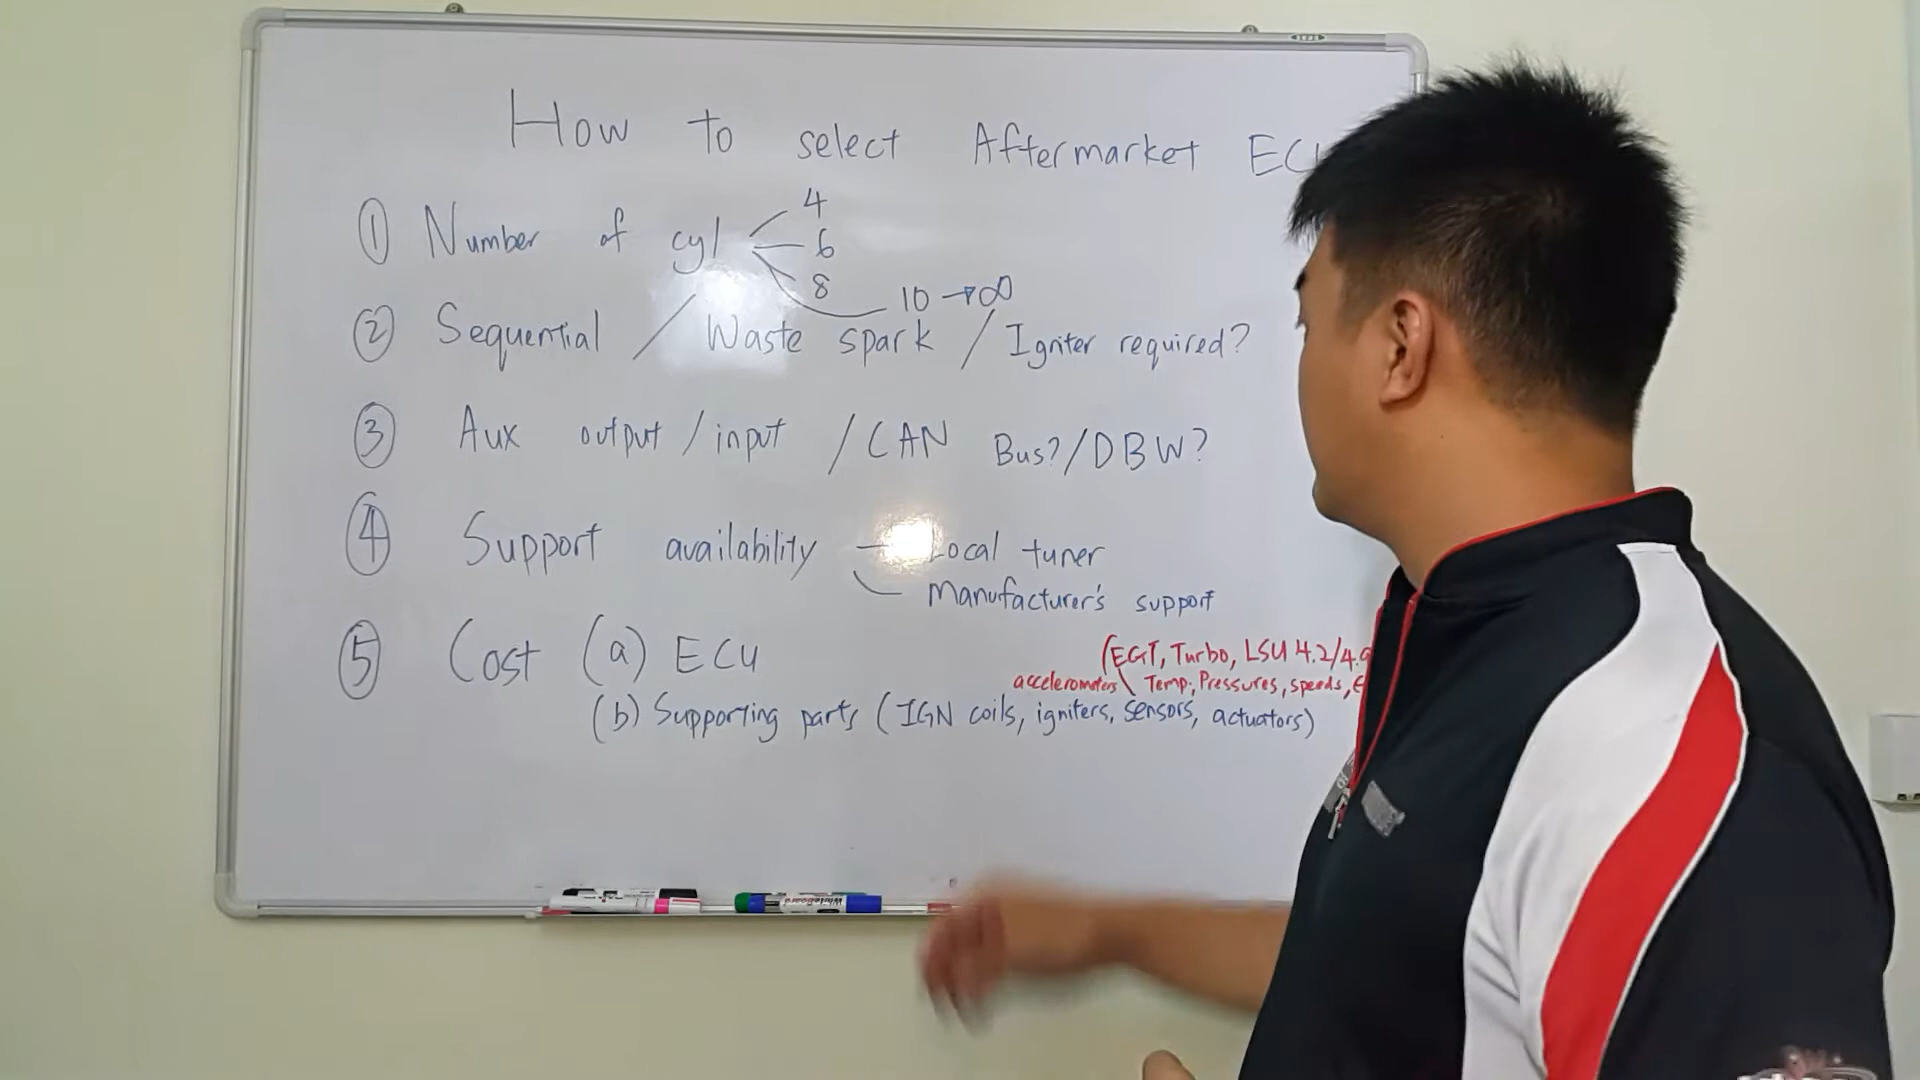 How to select Aftermarket ECU
① Number of cyl 4
6
8
10 → ∞
② Sequential / Waste spark / Igniter required?
③ Aux output / input / CAN Bus? / DBW?
④ Support availability - Local tuner
Manufacturer's support
⑤ Cost (a) ECU
(EGT, Turbo, LSU 4.2/4.9
accelerometers Temp, Pressures, speeds,
(b) Supporting parts (IGN coils, igniters, sensors, actuators)